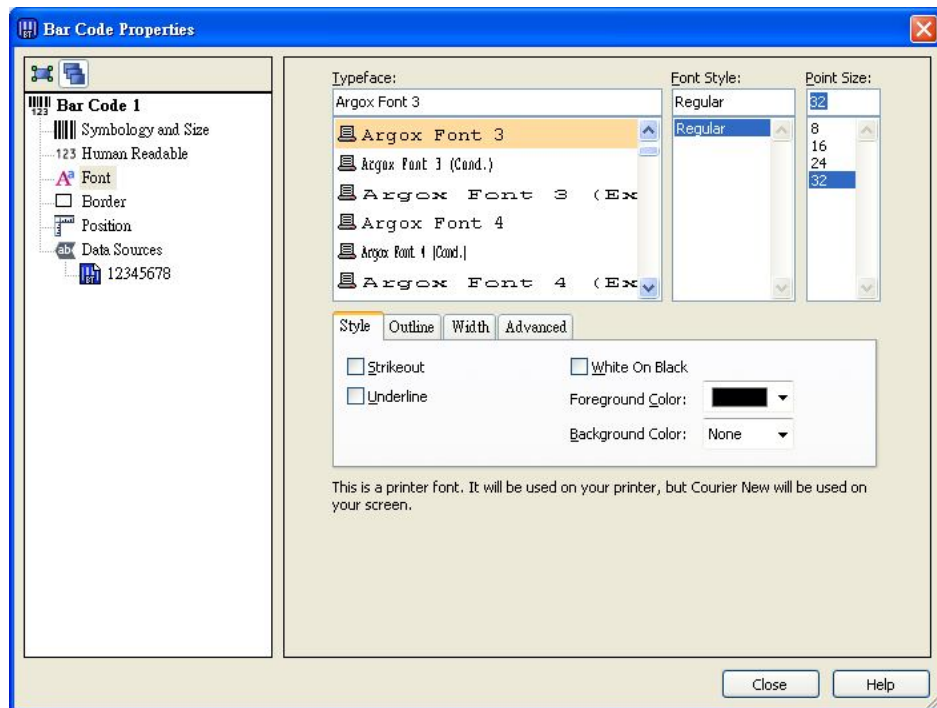 Bar Code Properties
Bar Code 1
Symbology and Size
123 Human Readable
Font
Border
Position
Data Sources
12345678
Typeface:
Argox Font 3
Argox Font 3
Argox Font 3 (Cond.)
Argox Font 3 (Ex
Argox Font 4
Argox Font 4 (Cond.)
Argox Font 4 (Ex
Font Style:
Regular
Regular
Point Size:
32
8
16
24
32
Style Outline Width Advanced
Strikeout
Underline
White On Black
Foreground Color:
Background Color: None
This is a printer font. It will be used on your printer, but Courier New will be used on
your screen.
Close Help